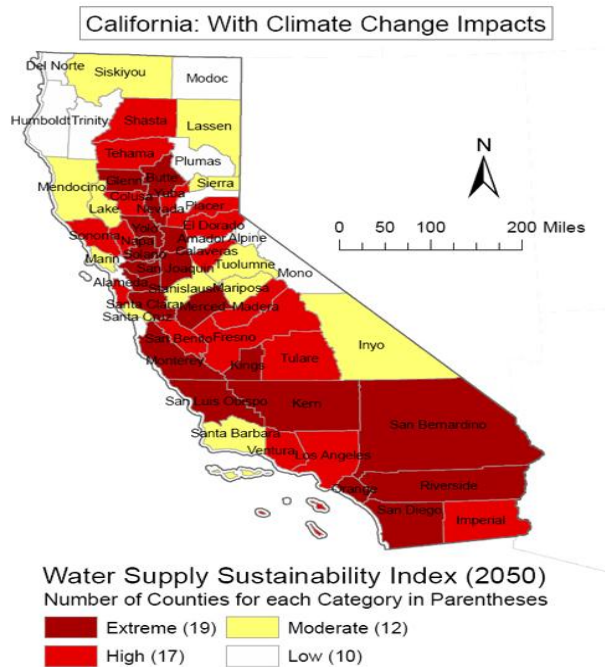 California: With Climate Change Impacts
Del Norte
Siskiyou
Modoc
Humboldt
Trinity
Shasta
Lassen
Tehama
Plumas
Mendocino
Glenn
Butte
Sierra
Colusa
Yuba
Nevada
Placer
Lake
Sonoma
Yolo
El Dorado
Napa
Amador
Alpine
Solano
Calaveras
Marin
San Joaquin
Tuolumne
Mono
Alameda
Stanislaus
Mariposa
Santa Clara
Merced
Madera
Santa Cruz
San Benito
Fresno
Inyo
Monterey
Kings
Tulare
San Luis Obispo
Kern
San Bernardino
Santa Barbara
Ventura
Los Angeles
Orange
Riverside
San Diego
Imperial
N
0 50 100 200 Miles
Water Supply Sustainability Index (2050)
Number of Counties for each Category in Parentheses
Extreme (19) Moderate (12)
High (17) Low (10)